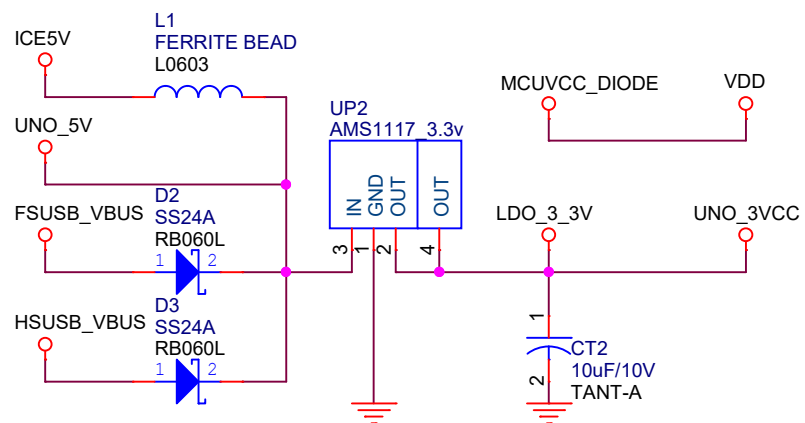 L1
ICE5V
FERRITE BEAD
L0603
UNO_5V
UP2
AMS1117_3.3v
IN
GND
OUT
OUT
3
1
2
4
MCUVCC_DIODE
VDD
D2
FSUSB_VBUS
SS24A
RB060L
1
2
LDO_3_3V
UNO_3VCC
D3
HSUSB_VBUS
SS24A
RB060L
1
2
1
CT2
10uF/10V
2
TANT-A